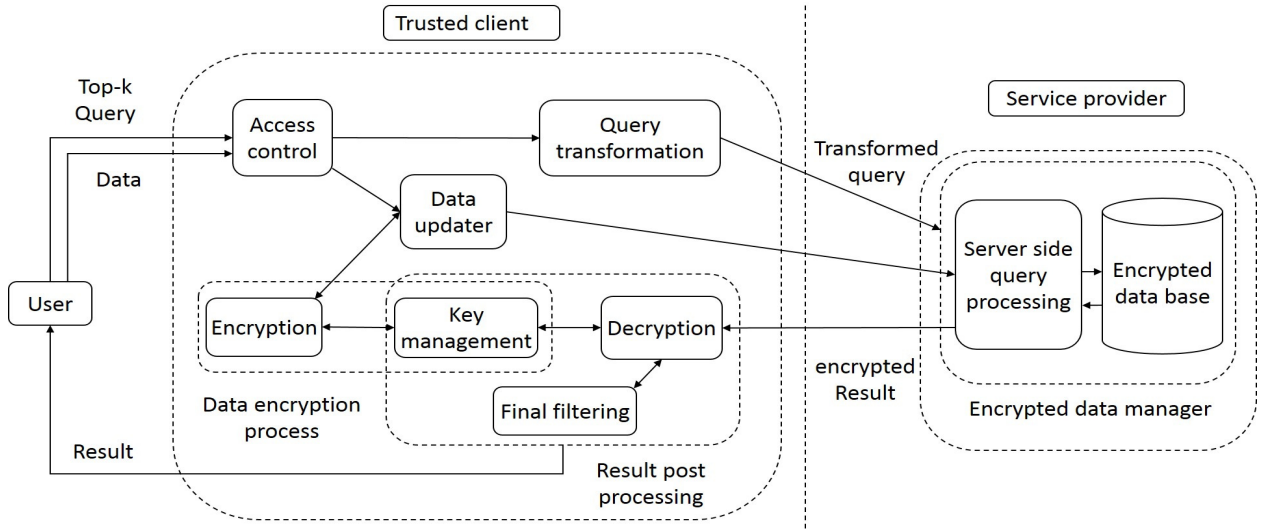 Trusted client
Top-k
Query
Access
control
Query
transformation
Service provider
Transformed
query
Data
Data
updater
Server side
query
processing
Encrypted
data base
User
Encryption
Key
management
Decryption
encrypted
Result
Data encryption
process
Final filtering
Encrypted data manager
Result
Result post
processing